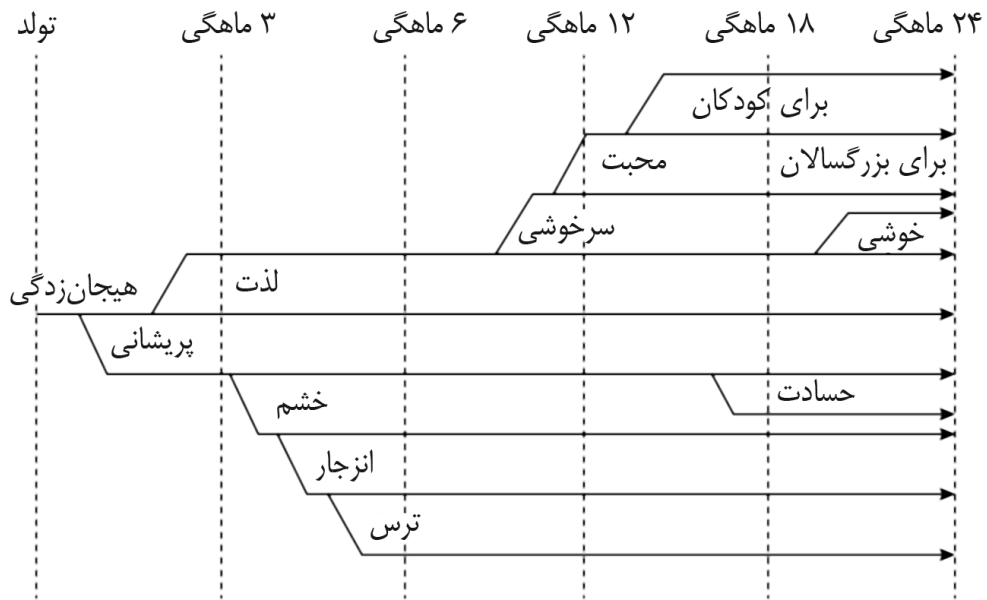 تولد
۳ ماهگی
۶ ماهگی
۱۲ ماهگی
۱۸ ماهگی
۲۴ ماهگی
برای کودکان
محبت
برای بزرگسالان
سرخوشی
خوشی
لذت
هیجان‌زدگی
پریشانی
حسادت
خشم
انزجار
ترس